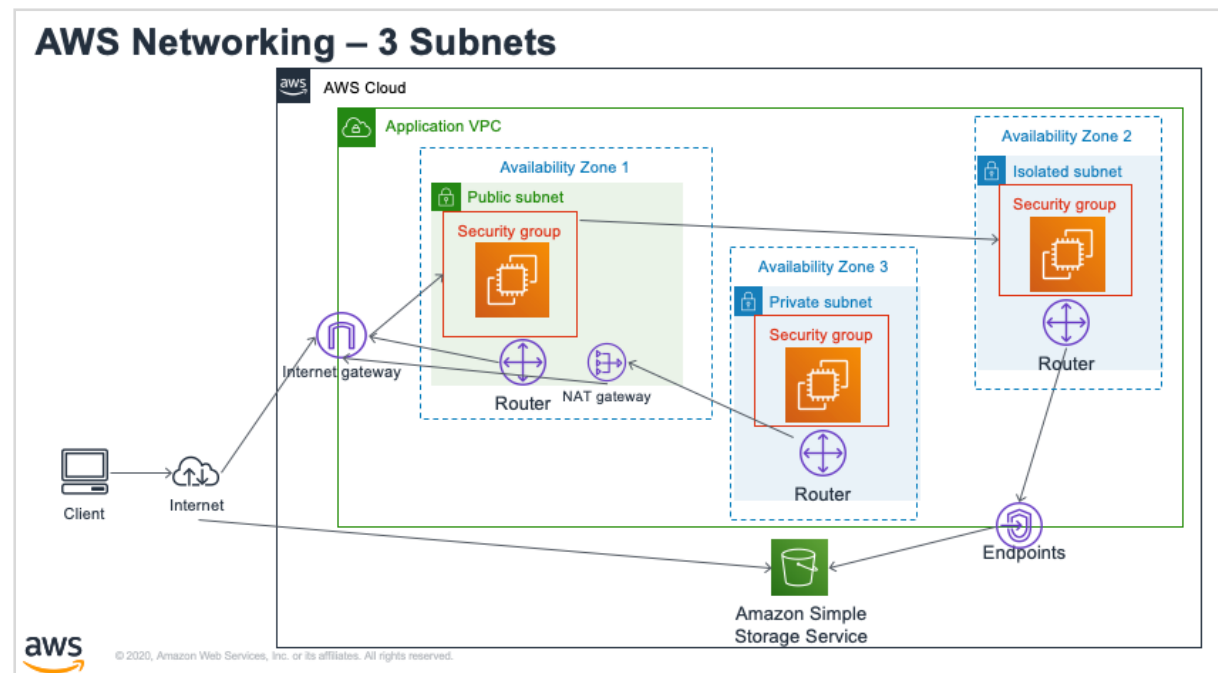 AWS Networking – 3 Subnets
aws
AWS Cloud
Application VPC
Availability Zone 1
Public subnet
Security group
Availability Zone 2
Isolated subnet
Security group
Availability Zone 3
Private subnet
Security group
Internet gateway
Router
NAT gateway
Router
Router
Client
Internet
Endpoints
Amazon Simple
Storage Service
aws
© 2020, Amazon Web Services, Inc. or its affiliates. All rights reserved.